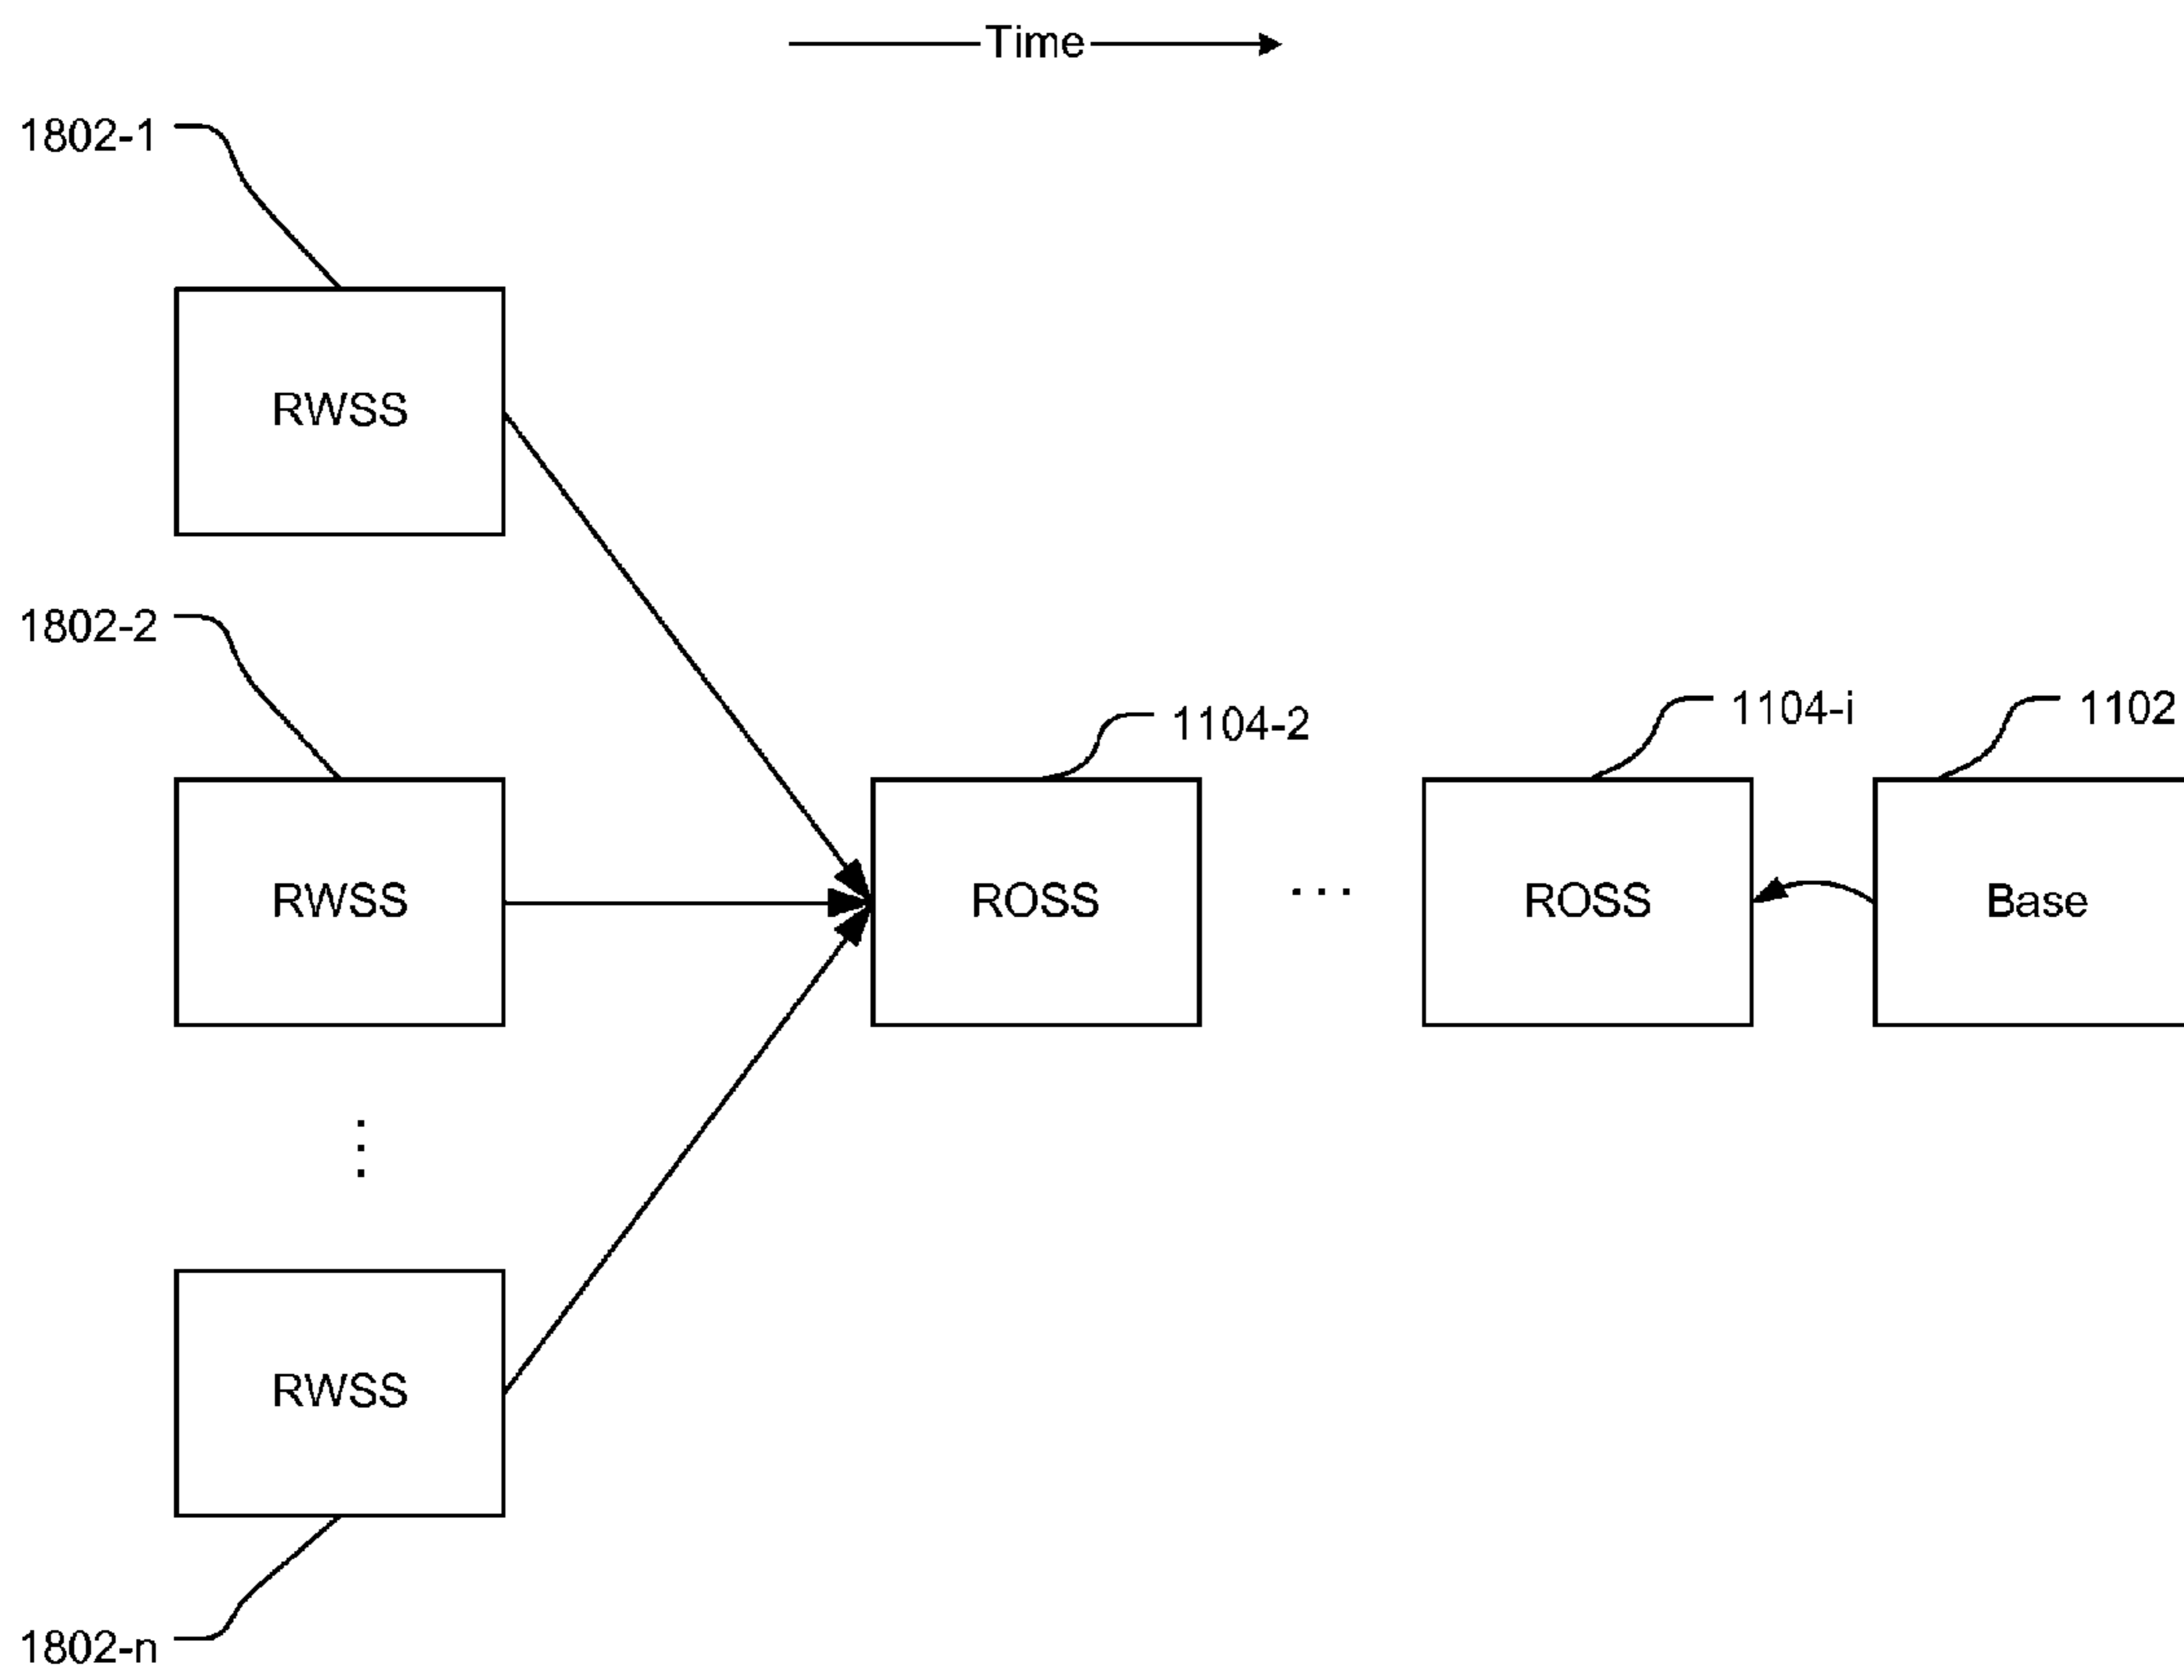 Time
1802-1
RWSS
1802-2
1104-2
1104-i
1102
RWSS
ROSS
...
ROSS
Base
RWSS
1802-n